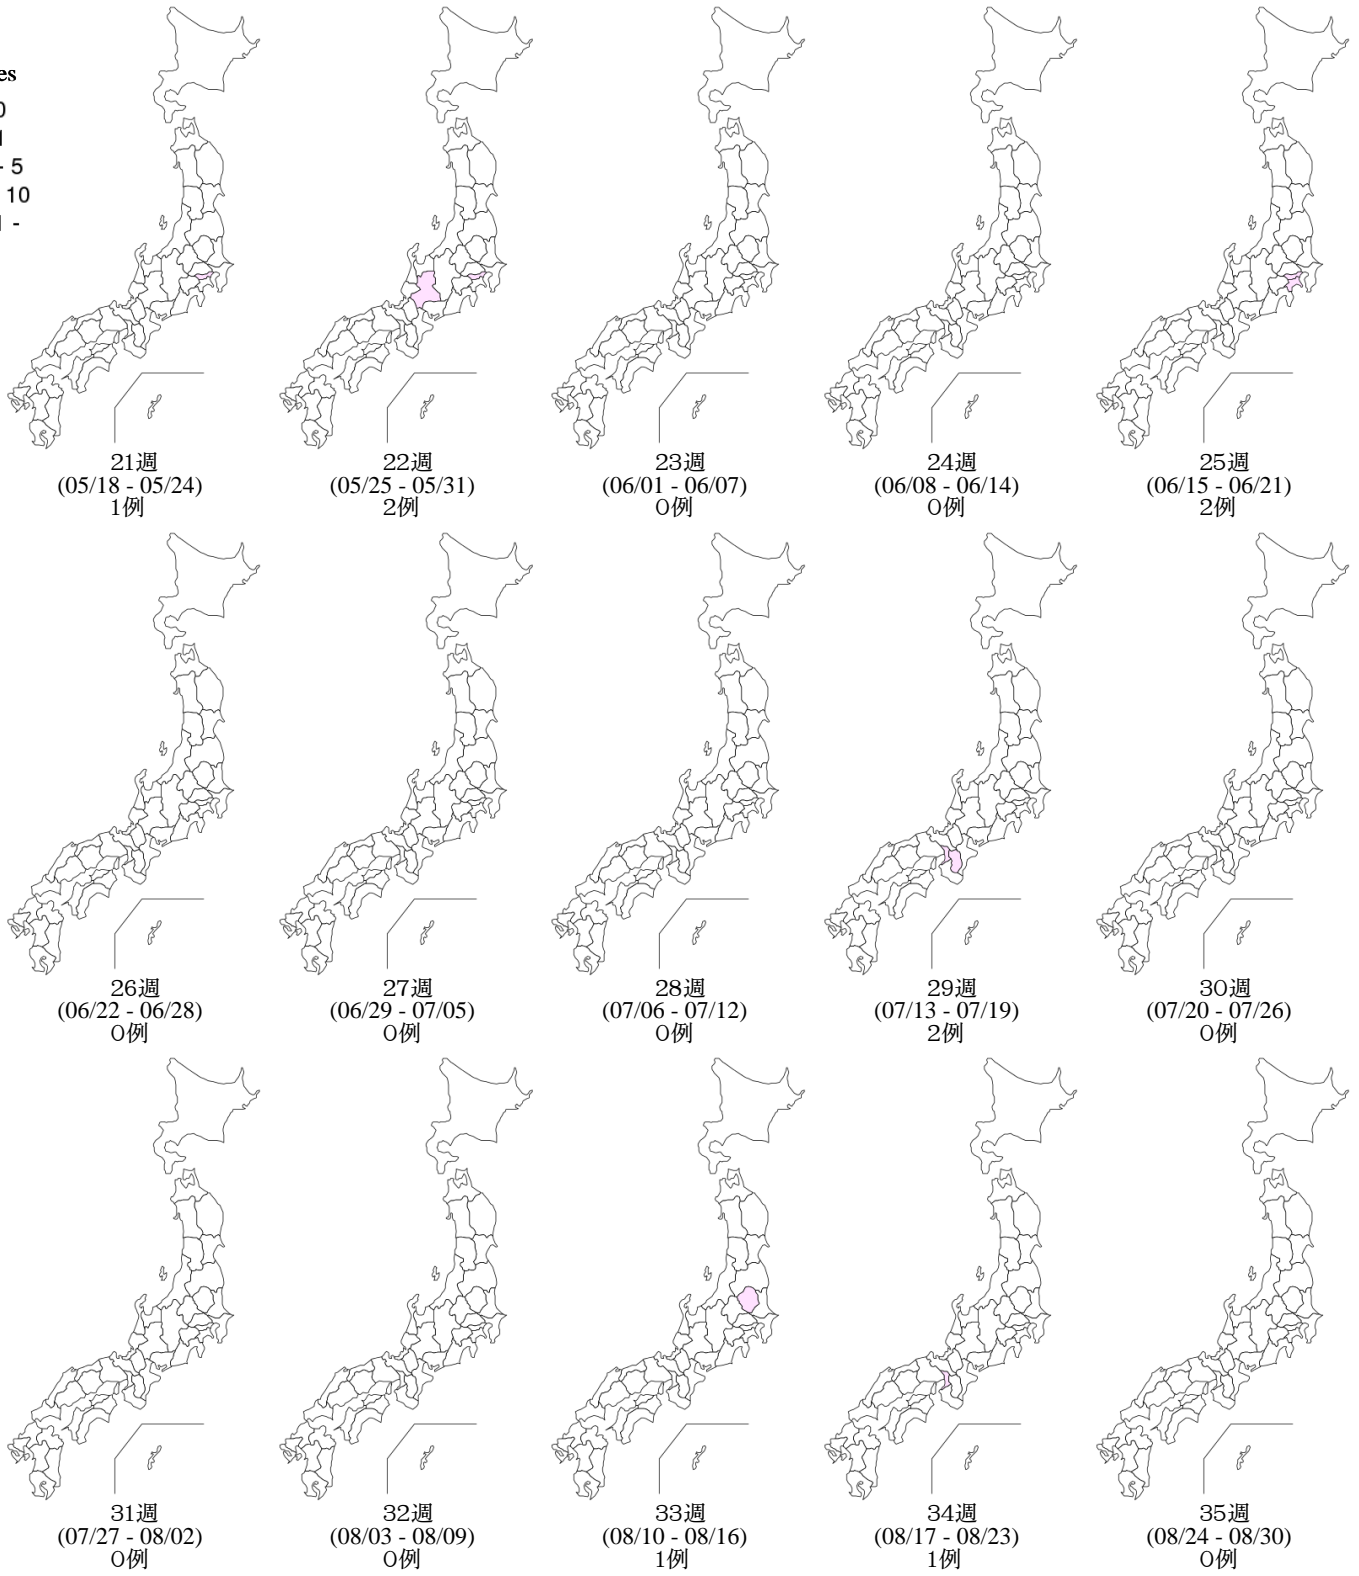 es
0
1
- 5
10
1 -
21週
(05/18 - 05/24)
1例
22週
(05/25 - 05/31)
2例
23週
(06/01 - 06/07)
0例
24週
(06/08 - 06/14)
0例
25週
(06/15 - 06/21)
2例
26週
(06/22 - 06/28)
0例
27週
(06/29 - 07/05)
0例
28週
(07/06 - 07/12)
0例
29週
(07/13 - 07/19)
2例
30週
(07/20 - 07/26)
0例
31週
(07/27 - 08/02)
0例
32週
(08/03 - 08/09)
0例
33週
(08/10 - 08/16)
1例
34週
(08/17 - 08/23)
1例
35週
(08/24 - 08/30)
0例